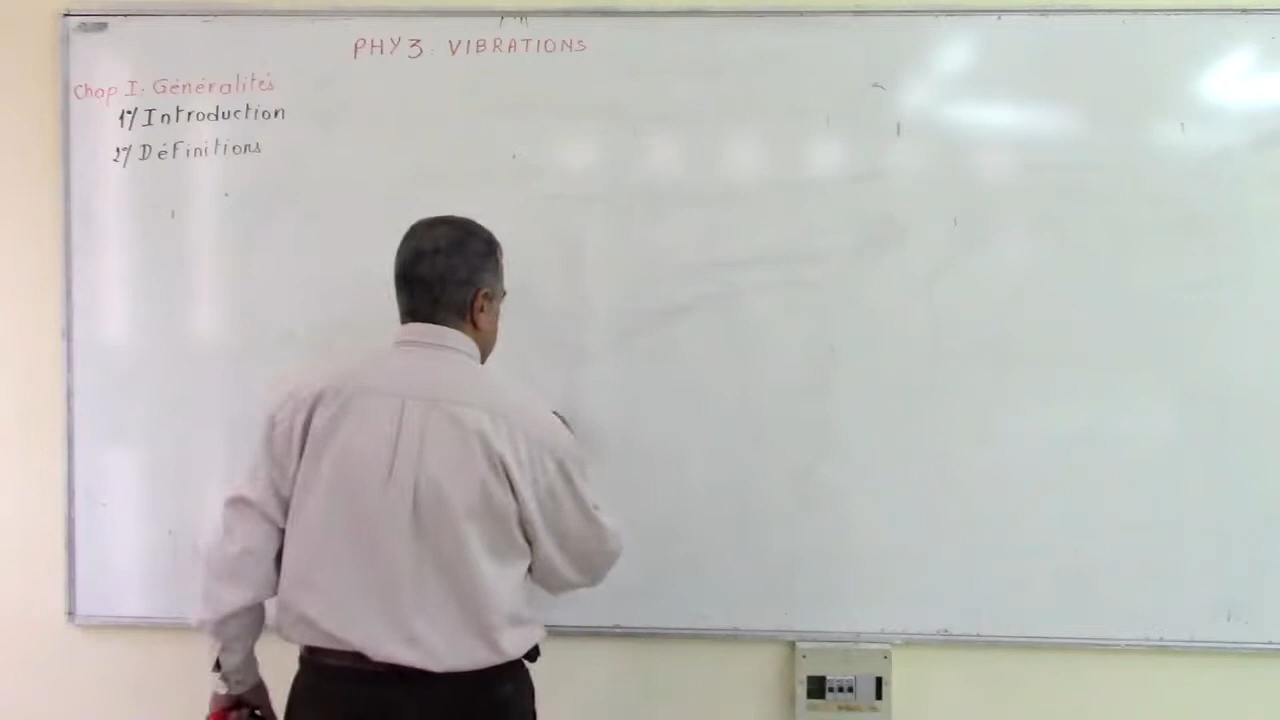 PHY3: VIBRATIONS
Chap I: Généralités
1°/ Introduction
2°/ Définitions